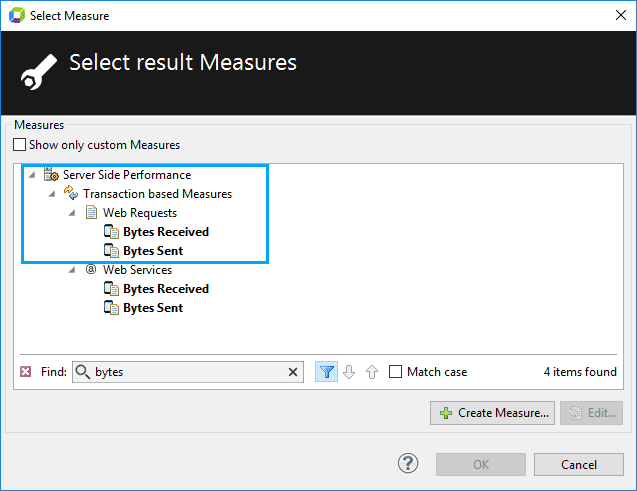 Select Measure
Select result Measures
Measures
Show only custom Measures
Server Side Performance
Transaction based Measures
Web Requests
Bytes Received
Bytes Sent
@ Web Services
Bytes Received
Bytes Sent
Find: bytes Match case 4 items found
Create Measure... Edit...
? OK Cancel